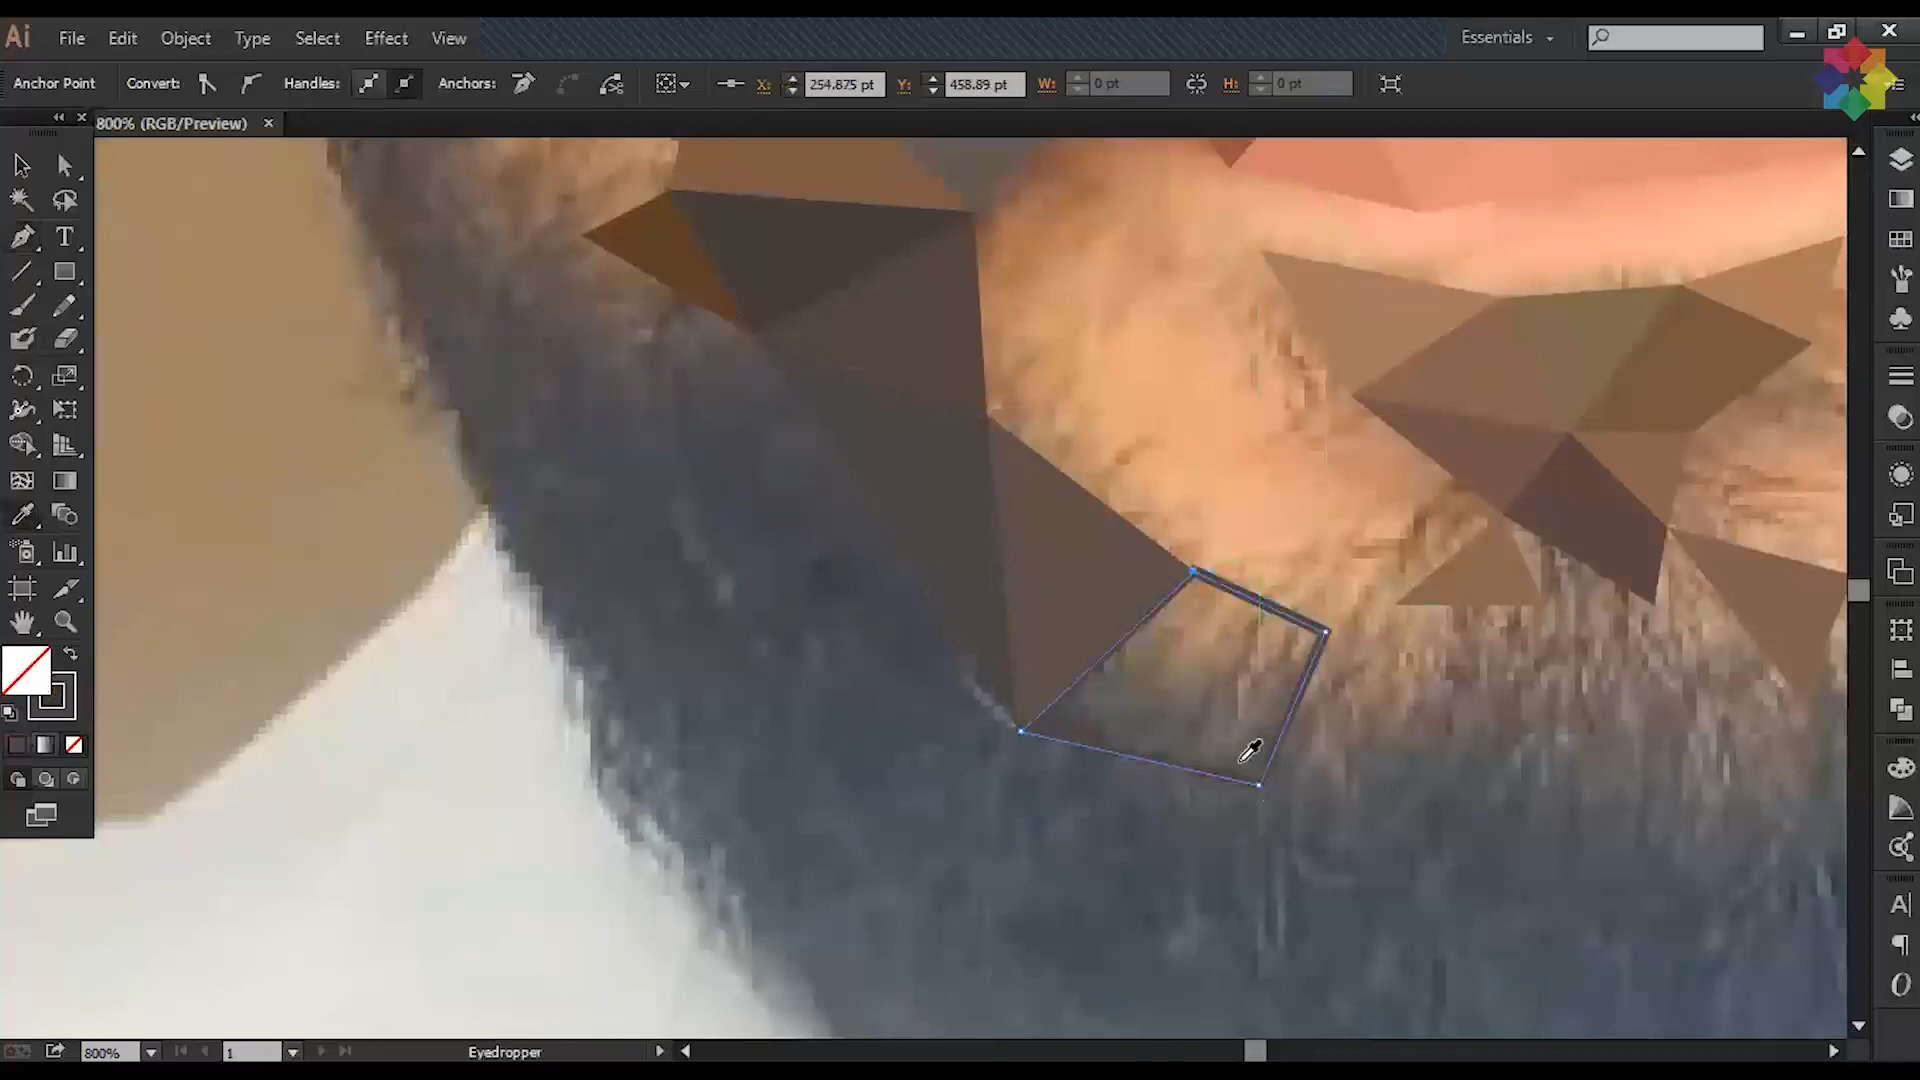 Ai File Edit Object Type Select Effect View Essentials
Anchor Point Convert: Handles: Anchors: X: 254.875 pt Y: 458.89 pt W: 0 pt H: 0 pt
800% (RGB/Preview) ×
T
A
O
800% 1 Eyedropper